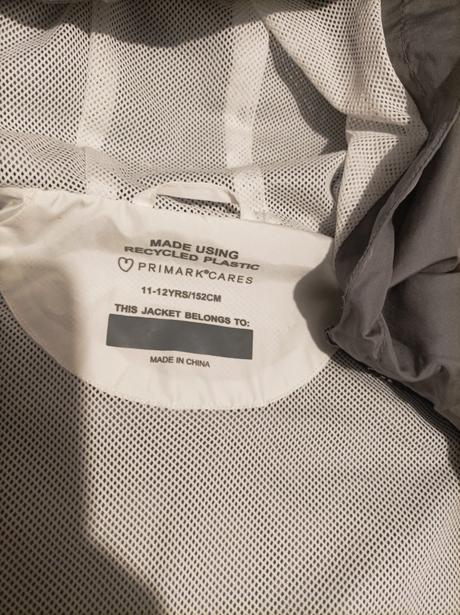 MADE USING
RECYCLED PLASTIC
PRIMARK®CARES
11-12YRS/152CM
THIS JACKET BELONGS TO:
MADE IN CHINA